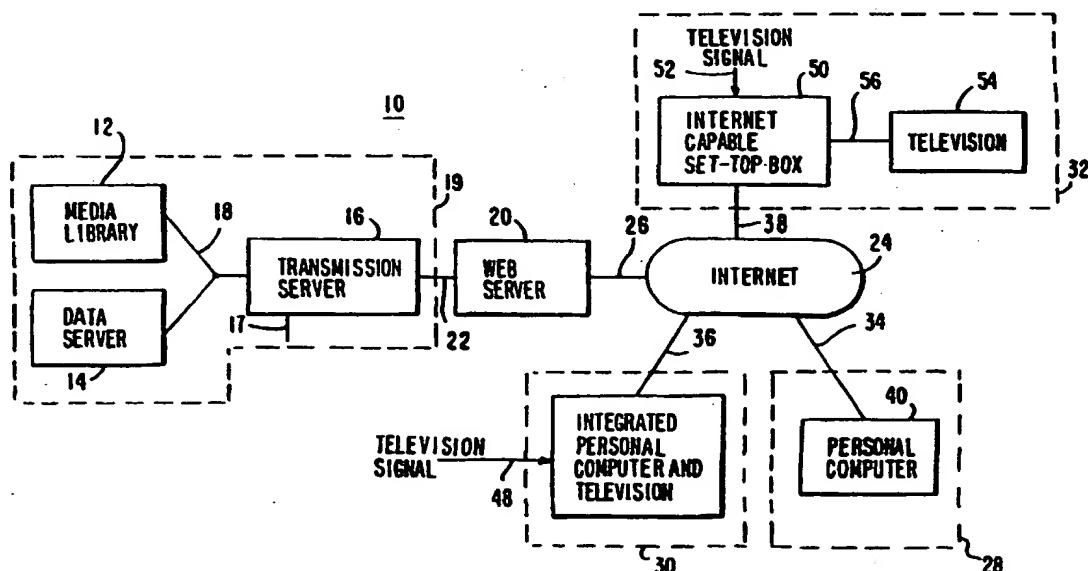 TELEVISION
SIGNAL
52
50
56
54
10
INTERNET
CAPABLE
SET-TOP-BOX
TELEVISION
32
12
19
MEDIA
LIBRARY
18
16
20
38
26
24
TRANSMISSION
SERVER
WEB
SERVER
INTERNET
DATA
SERVER
17
22
14
36
34
40
TELEVISION
SIGNAL
48
INTEGRATED
PERSONAL
COMPUTER AND
TELEVISION
PERSONAL
COMPUTER
30
28